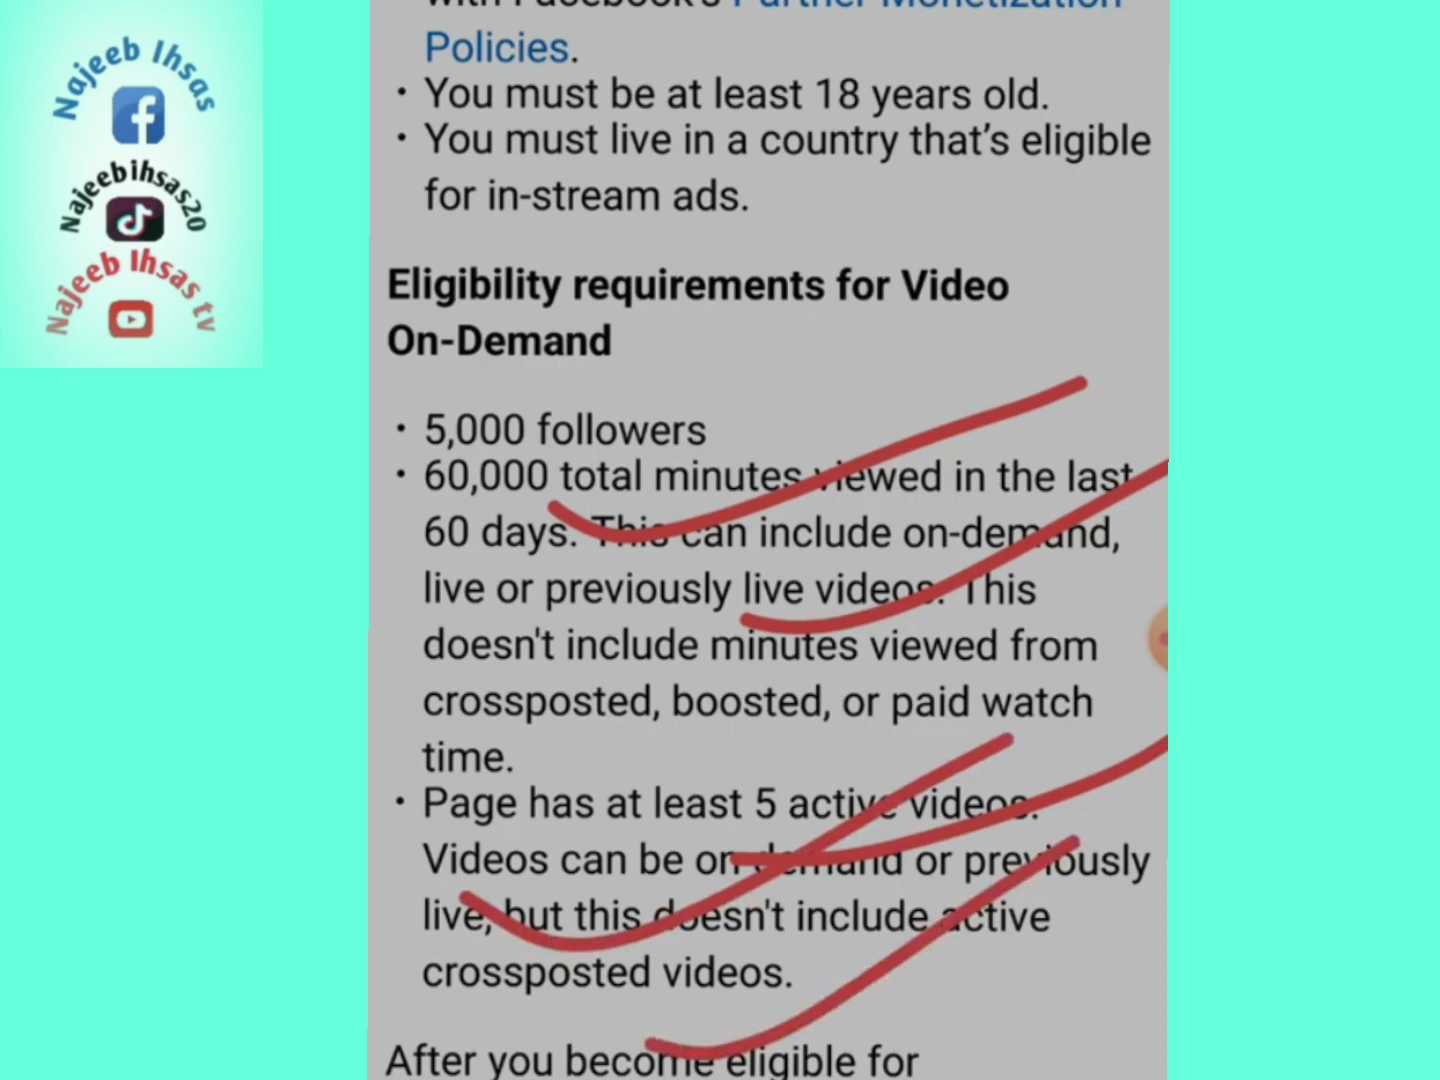 Najeeb Ihsas
Najeebihsas20
Najeeb Ihsas tv
with Facebook's Partner Monetization
Policies.
• You must be at least 18 years old.
• You must live in a country that's eligible
for in-stream ads.
Eligibility requirements for Video
On-Demand
• 5,000 followers
• 60,000 total minutes viewed in the last
60 days. This can include on-demand,
live or previously live videos. This
doesn't include minutes viewed from
crossposted, boosted, or paid watch
time.
• Page has at least 5 active videos.
Videos can be on-demand or previously
live, but this doesn't include active
crossposted videos.
After you become eligible for